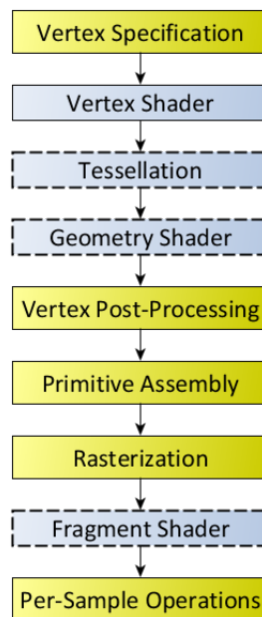 Vertex Specification
Vertex Shader
Tessellation
Geometry Shader
Vertex Post-Processing
Primitive Assembly
Rasterization
Fragment Shader
Per-Sample Operations